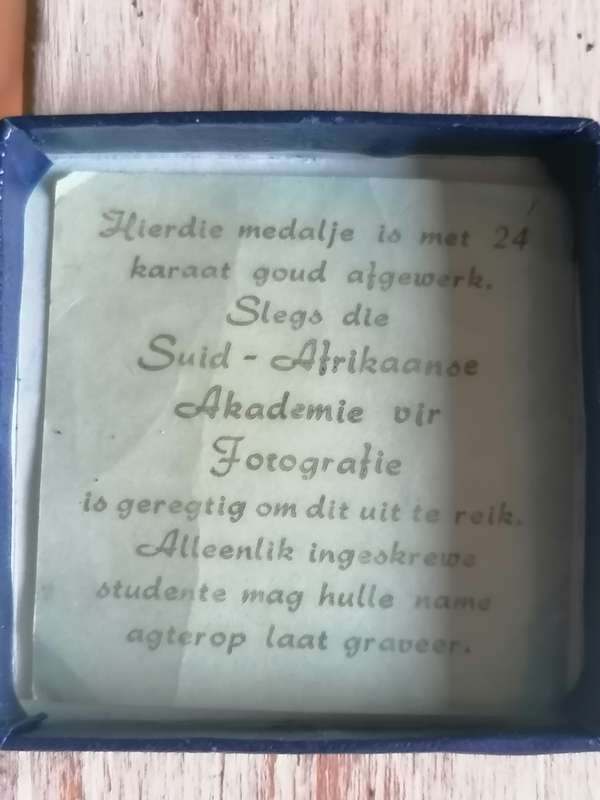 Hierdie medalje is met 24
karaat goud afgewerk.
Slegs die
Suid - Afrikaanse
Akademie vir
Fotografie
is geregtig om dit uit te reik.
Alleenlik ingeskrewe
studente mag hulle name
agterop laat graveer.